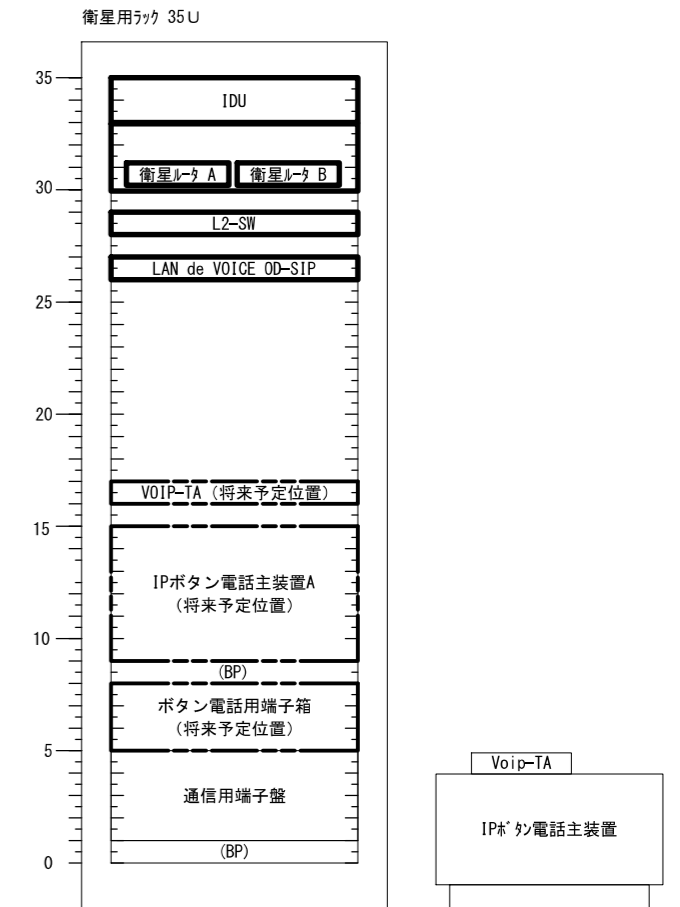 衛星用ﾗｯｸ 35U
35
IDU
衛星ﾙｰﾀ A
衛星ﾙｰﾀ B
30
L2-SW
LAN de VOICE OD-SIP
25
20
VOIP-TA (将来予定位置)
15
IPボタン電話主装置A
(将来予定位置)
10
(BP)
ボタン電話用端子箱
(将来予定位置)
5
通信用端子盤
(BP)
0
Voip-TA
IPﾎﾞﾀﾝ電話主装置